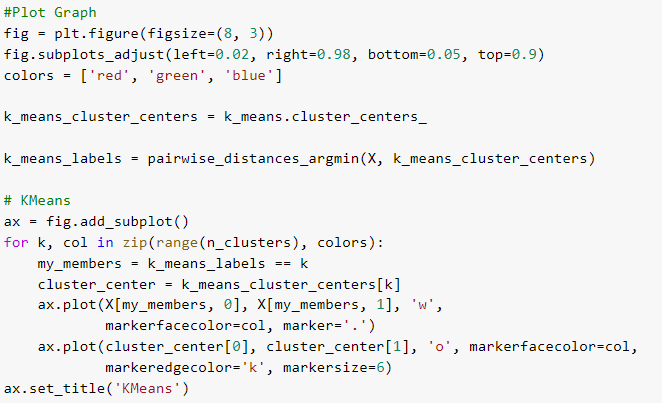 #Plot Graph
fig = plt.figure(figsize=(8, 3))
fig.subplots_adjust(left=0.02, right=0.98, bottom=0.05, top=0.9)
colors = ['red', 'green', 'blue']

k_means_cluster_centers = k_means.cluster_centers_

k_means_labels = pairwise_distances_argmin(X, k_means_cluster_centers)

# KMeans
ax = fig.add_subplot()
for k, col in zip(range(n_clusters), colors):
    my_members = k_means_labels == k
    cluster_center = k_means_cluster_centers[k]
    ax.plot(X[my_members, 0], X[my_members, 1], 'w',
            markerfacecolor=col, marker='.')
    ax.plot(cluster_center[0], cluster_center[1], 'o', markerfacecolor=col,
            markeredgecolor='k', markersize=6)
ax.set_title('KMeans')